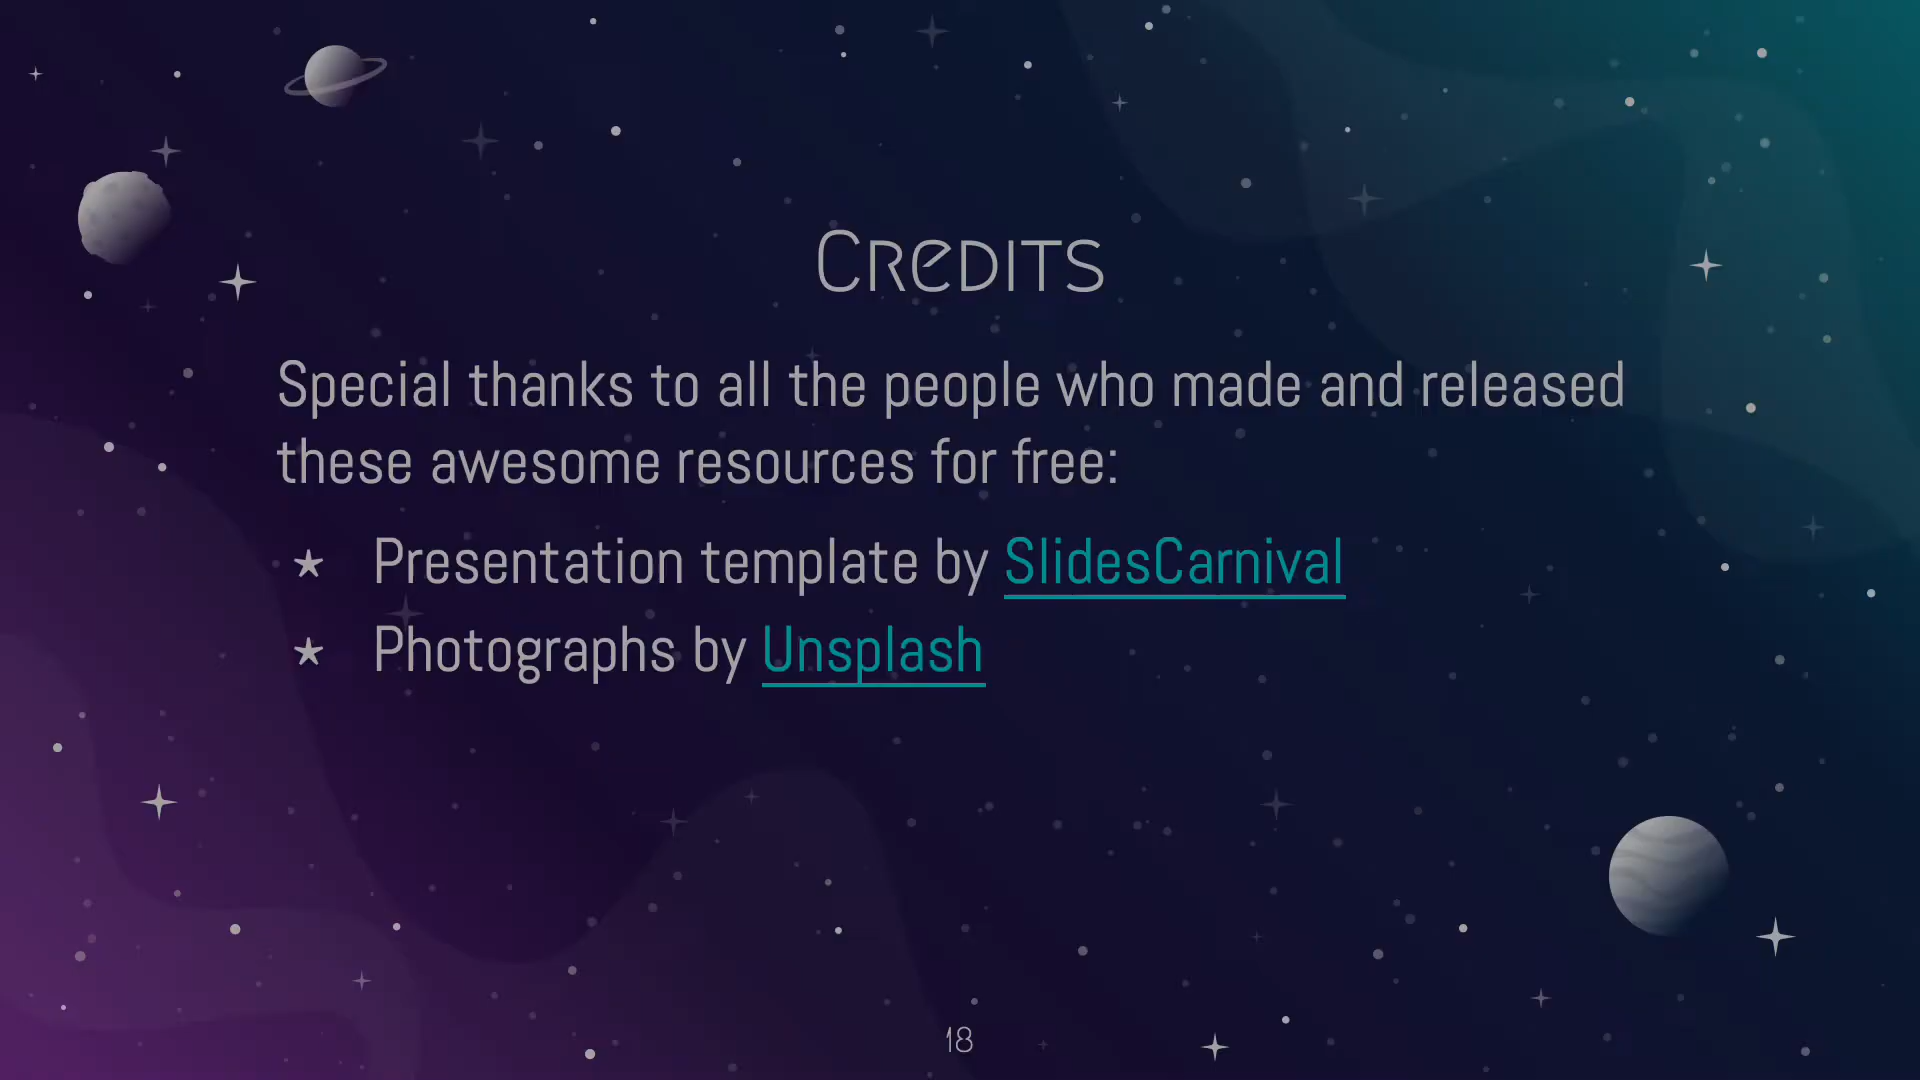 Credits
Special thanks to all the people who made and released
these awesome resources for free:
★ Presentation template by SlidesCarnival
★ Photographs by Unsplash
18